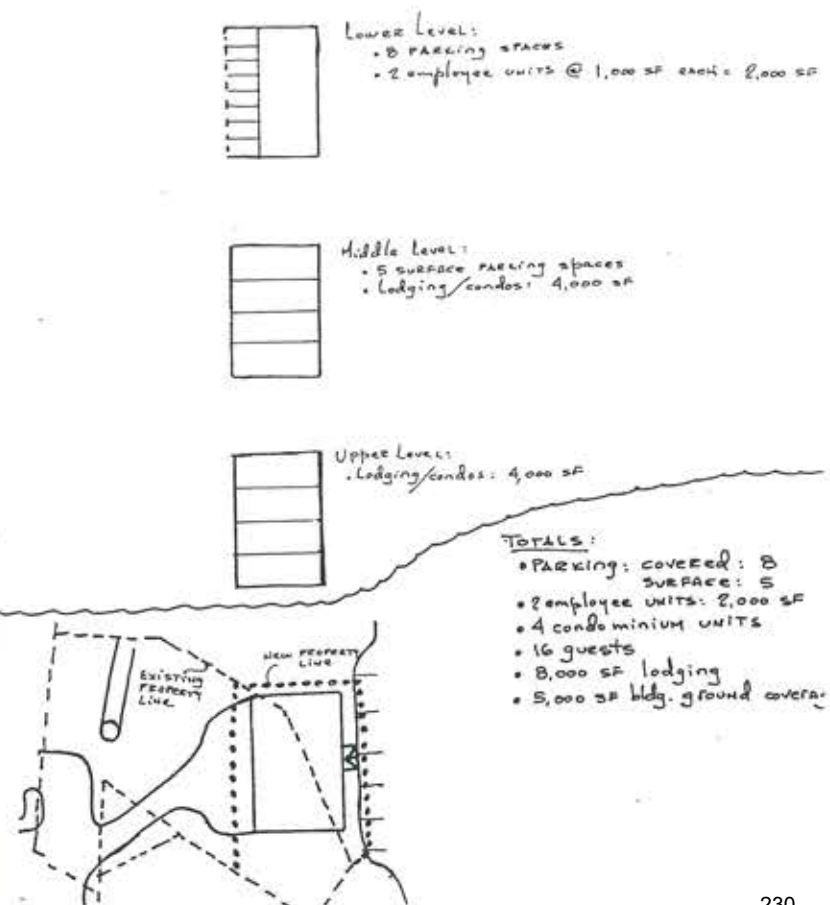 Lower Level:
• 8 PARKING SPACES
• 2 employee UNITS @ 1,000 SF EACH = 2,000 SF
Middle Level:
• 5 SURFACE PARKING spaces
• Lodging/condos: 4,000 SF
Upper Level:
• Lodging/condos: 4,000 SF
TOTALS:
• PARKING: COVERED: 8
SURFACE: 5
• 2 employee UNITS: 2,000 SF
• 4 condominium UNITS
• 16 guests
• 8,000 SF lodging
• 5,000 SF bldg. ground covera
EXISTING
PROPERTY
LINE
NEW PROPERTY
LINE
230